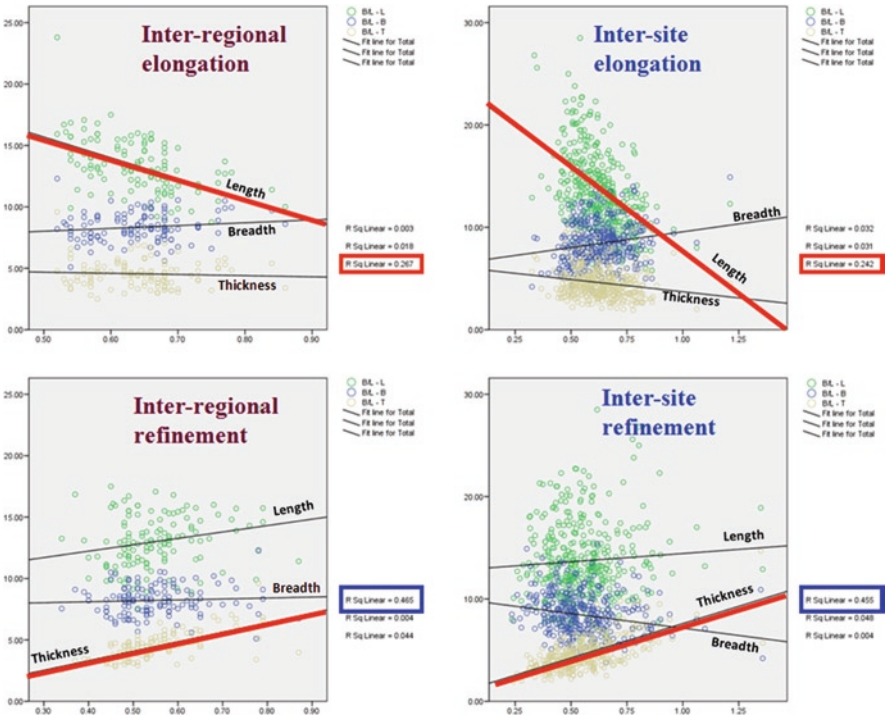 25.00
20.00
15.00
10.00
5.00
0.00
0.50
0.60
0.70
0.80
0.90
Inter-regional
elongation
Length
Breadth
Thickness
B/L - L
B/L - B
B/L - T
Fit line for Total
Fit line for Total
Fit line for Total
R Sq Linear = 0.003
R Sq Linear = 0.018
R Sq Linear = 0.267
30.00
20.00
10.00
0.00
0.25
0.50
0.75
1.00
1.25
Inter-site
elongation
Breadth
Length
Thickness
B/L - L
B/L - B
B/L - T
Fit line for Total
Fit line for Total
Fit line for Total
R Sq Linear = 0.032
R Sq Linear = 0.031
R Sq Linear = 0.242
25.00
20.00
15.00
10.00
5.00
0.00
0.30
0.40
0.50
0.60
0.70
0.80
0.90
Inter-regional
refinement
Length
Breadth
Thickness
B/L - L
B/L - B
B/L - T
Fit line for Total
Fit line for Total
Fit line for Total
R Sq Linear = 0.465
R Sq Linear = 0.004
R Sq Linear = 0.044
30.00
20.00
10.00
0.00
0.25
0.50
0.75
1.00
1.25
Inter-site
refinement
Length
Thickness
Breadth
B/L - L
B/L - B
B/L - T
Fit line for Total
Fit line for Total
Fit line for Total
R Sq Linear = 0.455
R Sq Linear = 0.048
R Sq Linear = 0.004